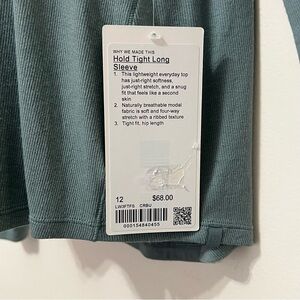 WHY WE MADE THIS
Hold Tight Long
Sleeve
1. This lightweight everyday top
has just-right softness,
just-right stretch, and a snug
fit that feels like a second
skin
2. Naturally breathable modal
fabric is soft and four-way
stretch with a ribbed texture
3. Tight fit, hip length
12 $68.00
LW3FTFS CRBU
000154840455